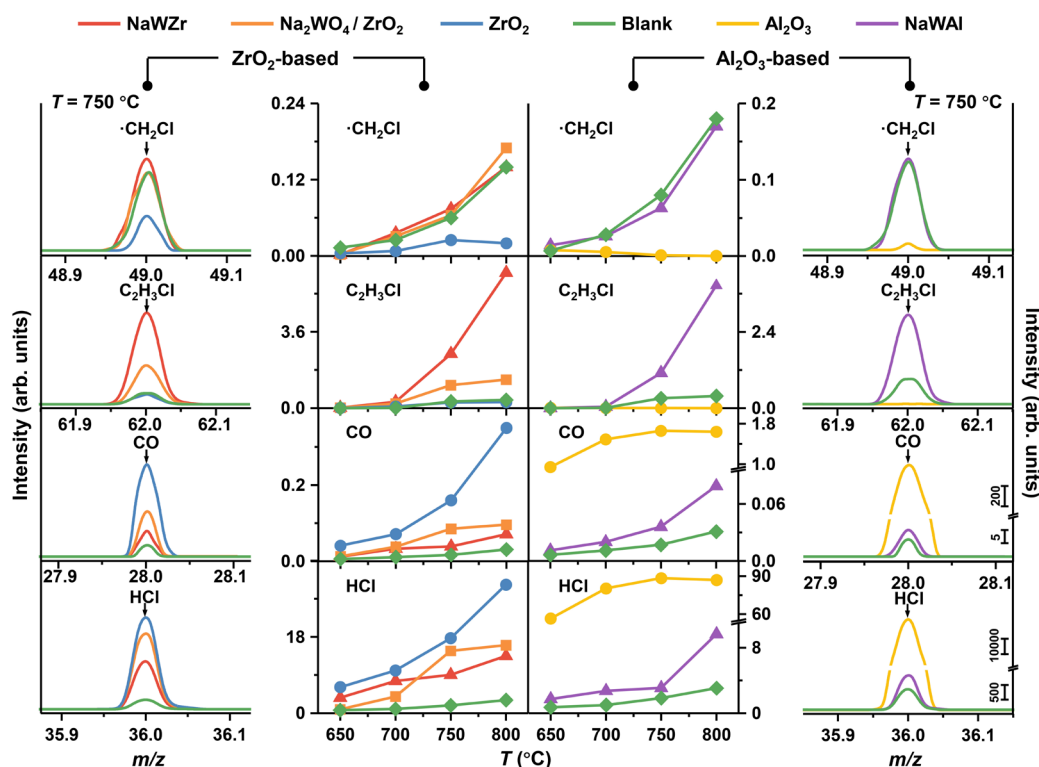 NaWZr Na₂WO₄ / ZrO₂ ZrO₂ Blank Al₂O₃ NaWAl
ZrO₂-based Al₂O₃-based
T = 750 °C
·CH₂Cl
48.9 49.0 49.1
C₂H₃Cl
61.9 62.0 62.1
CO
27.9 28.0 28.1
HCl
35.9 36.0 36.1
m/z
Intensity (arb. units)
0.24
0.12
0.00
·CH₂Cl
3.6
0.0
C₂H₃Cl
0.2
0.0
CO
18
0
HCl
650 700 750 800
·CH₂Cl
0.2
0.1
0.0
C₂H₃Cl
2.4
0.0
CO
1.8
1.0
0.06
0.0
HCl
90
60
8
0
650 700 750 800
T (°C)
T = 750 °C
·CH₂Cl
48.9 49.0 49.1
C₂H₃Cl
61.9 62.0 62.1
CO
200
5
27.9 28.0 28.1
HCl
10000
500
35.9 36.0 36.1
m/z
Intensity (arb. units)